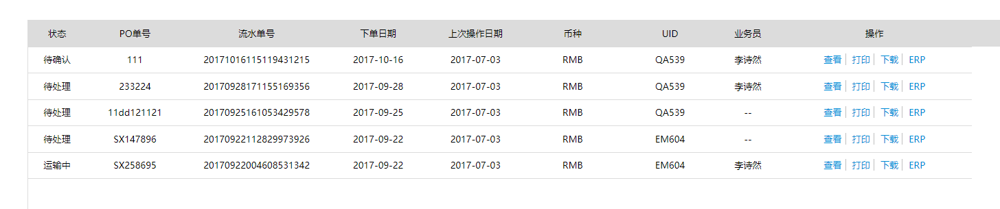 状态 PO单号 流水单号 下单日期 上次操作日期 币种 UID 业务员 操作
待确认 111 20171016115119431215 2017-10-16 2017-07-03 RMB QA539 李诗然 查看 打印 下载 ERP
待处理 233224 20170928171155169356 2017-09-28 2017-07-03 RMB QA539 李诗然 查看 打印 下载 ERP
待处理 11dd121121 20170925161053429578 2017-09-25 2017-07-03 RMB QA539 -- 查看 打印 下载 ERP
待处理 SX147896 20170922112829973926 2017-09-22 2017-07-03 RMB EM604 -- 查看 打印 下载 ERP
运输中 SX258695 20170922004608531342 2017-09-22 2017-07-03 RMB EM604 李诗然 查看 打印 下载 ERP